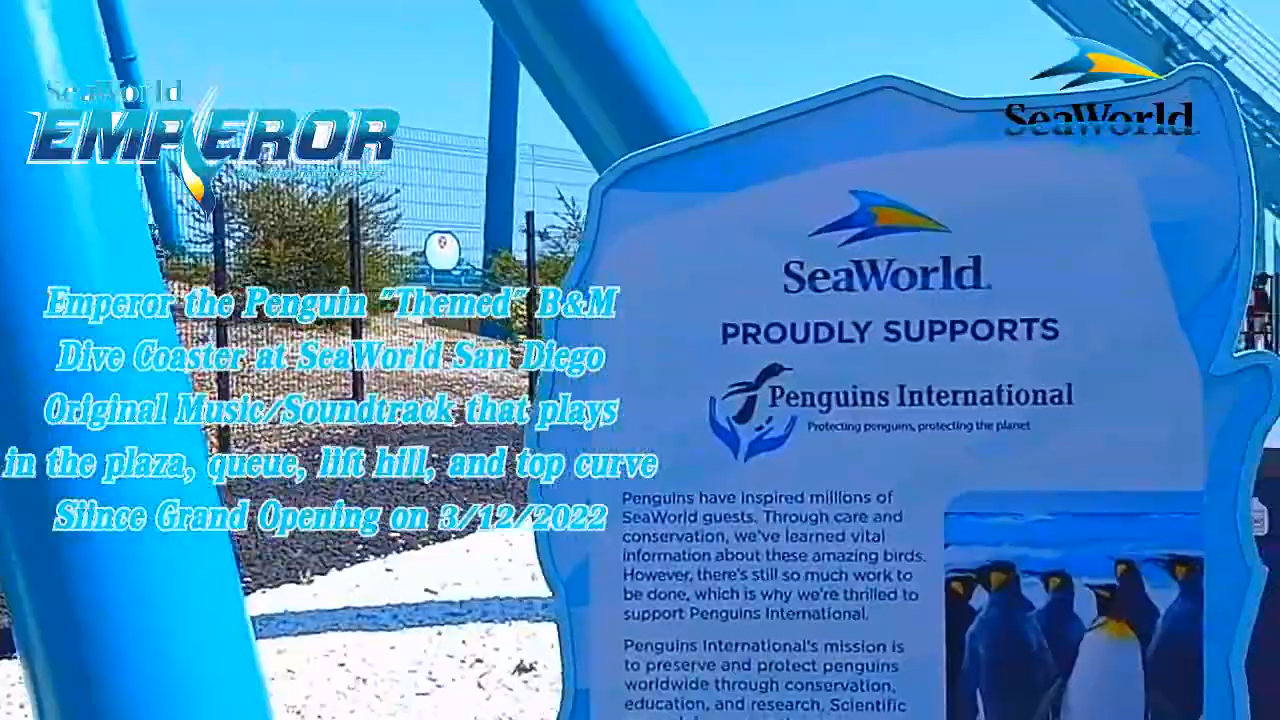 SeaWorld
EMPEROR
SeaWorld
Emperor the Penguin "Themed" B&M
Dive Coaster at SeaWorld San Diego
Original Music/Soundtrack that plays
in the plaza, queue, lift hill, and top curve
Siince Grand Opening on 3/12/2022
SeaWorld
PROUDLY SUPPORTS
Penguins International
Protecting penguins, protecting the planet
Penguins have inspired millions of
SeaWorld guests. Through care and
conservation, we've learned vital
information about these amazing birds.
However, there's still so much work to
be done, which is why we're thrilled to
support Penguins International.
Penguins International's mission is
to preserve and protect penguins
worldwide through conservation,
education, and research. Scientific